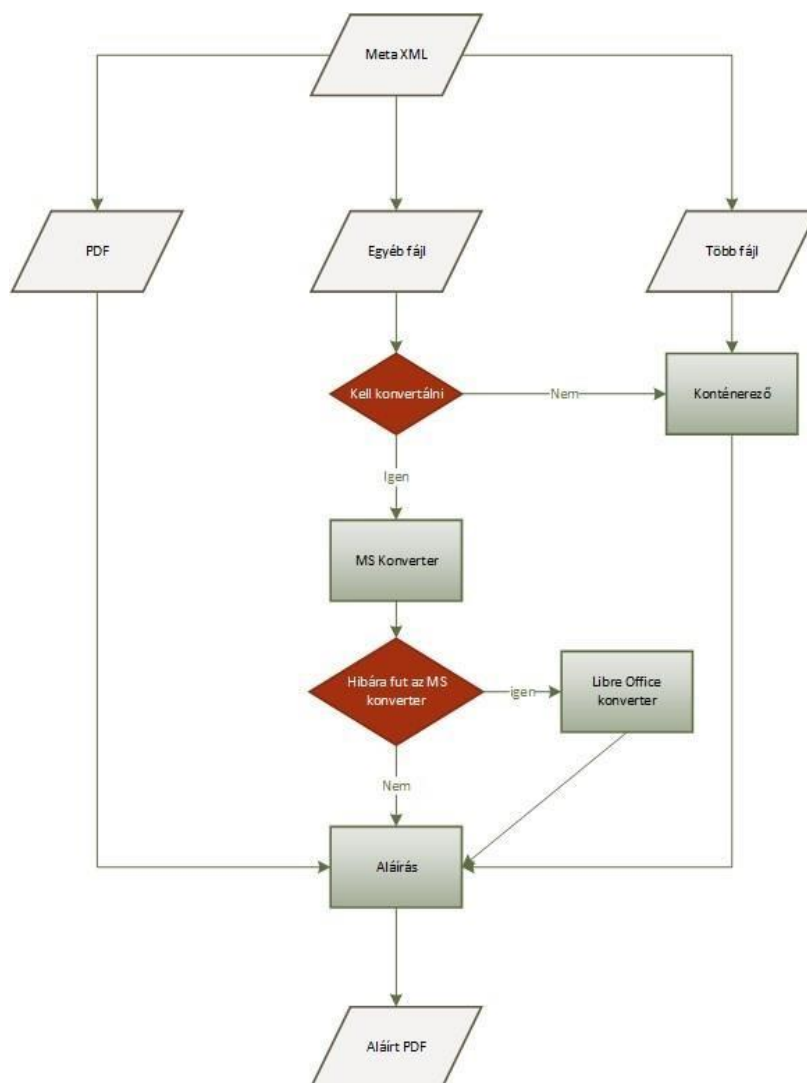 Meta XML
PDF
Egyéb fájl
Több fájl
Kell konvertálni
Nem
Konténerező
Igen
MS Konverter
Hibára fut az MS
konverter
igen
Libre Office
konverter
Nem
Aláírás
Aláírt PDF